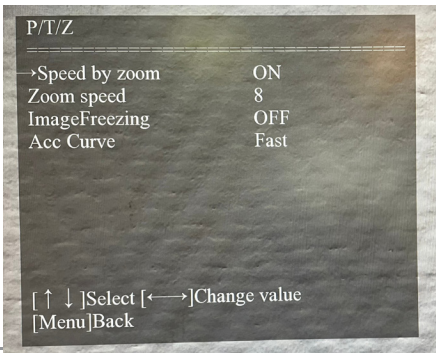 P/T/Z
==========================================
→Speed by zoom ON
Zoom speed 8
ImageFreezing OFF
Acc Curve Fast
[↑ ↓]Select [←→]Change value
[Menu]Back